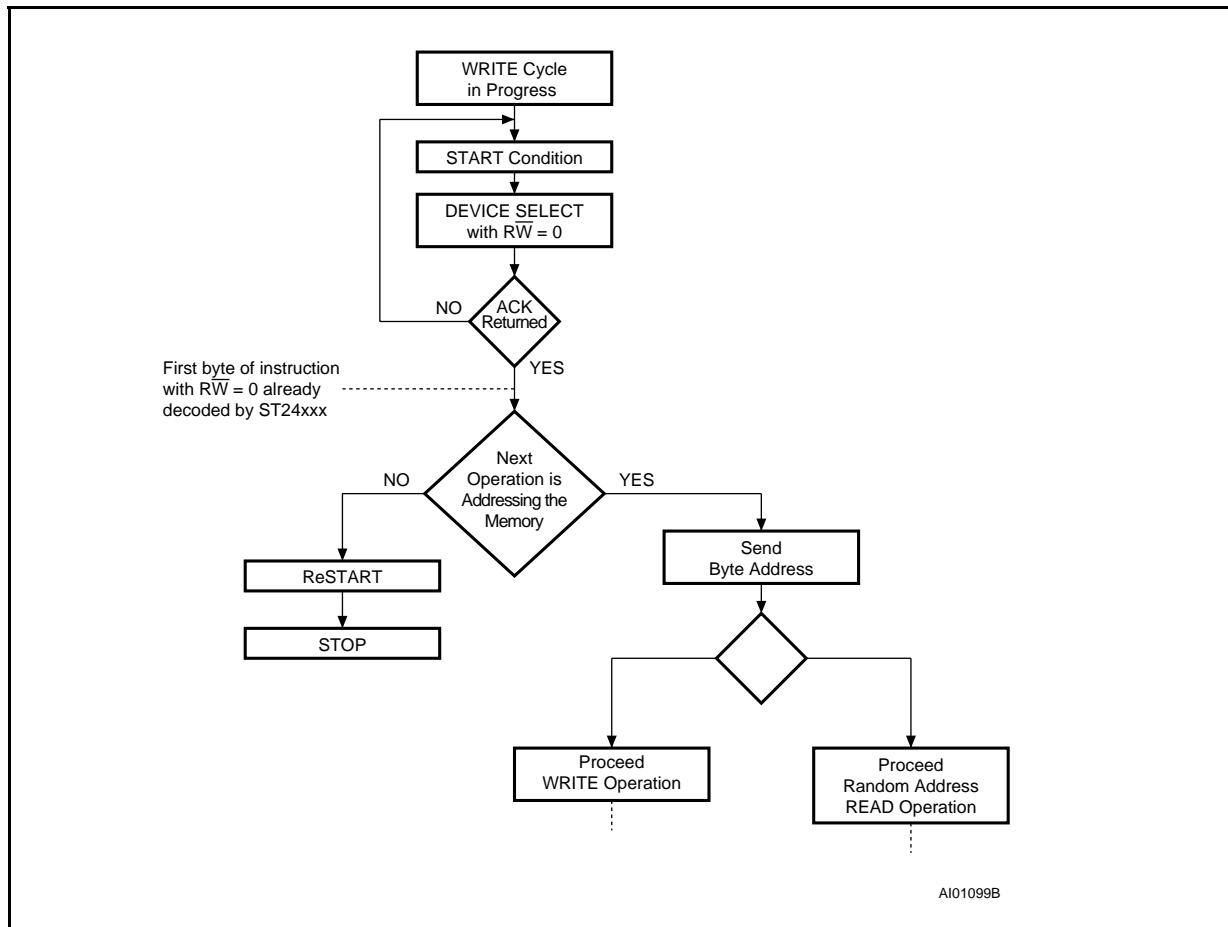 WRITE Cycle
in Progress
START Condition
DEVICE SELECT
with RW̅ = 0
NO
ACK
Returned
YES
First byte of instruction
with RW̅ = 0 already
decoded by ST24xxx
Next
Operation is
Addressing the
Memory
NO
YES
ReSTART
STOP
Send
Byte Address
Proceed
WRITE Operation
Proceed
Random Address
READ Operation
AI01099B